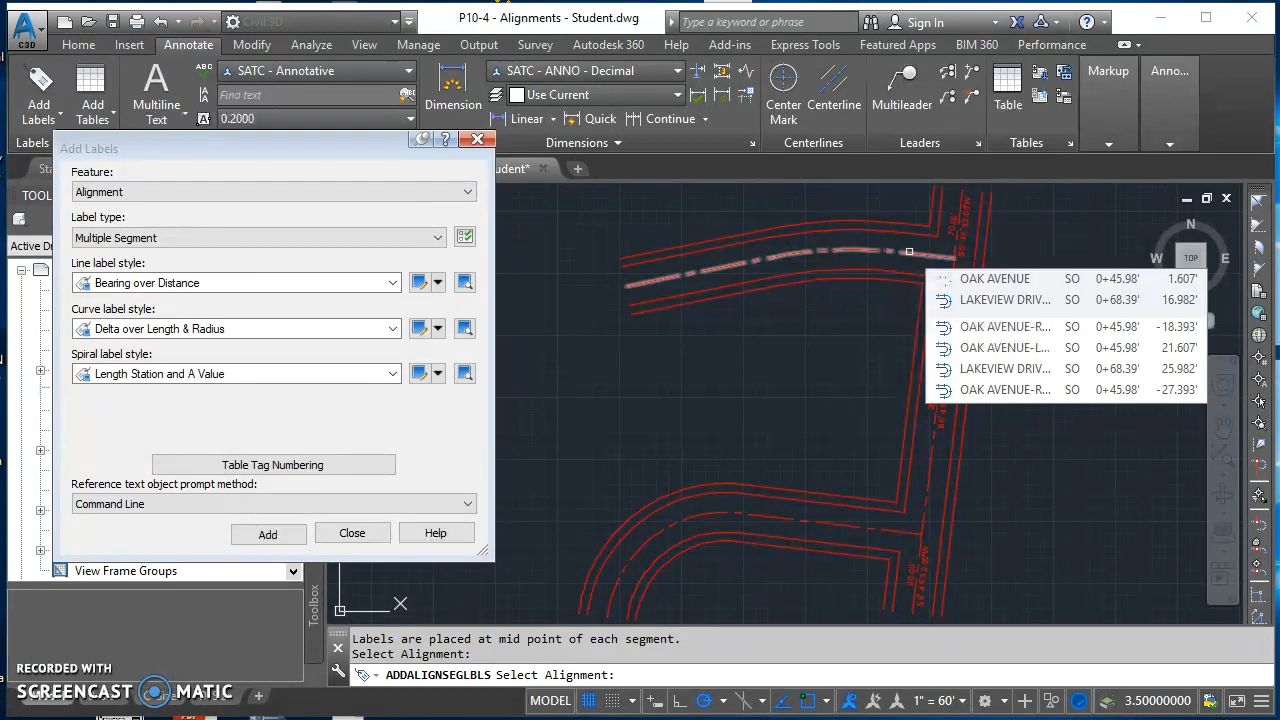 C3D
Civil 3D
P10-4 - Alignments - Student.dwg
Type a keyword or phrase
Sign In
Home Insert Annotate Modify Analyze View Manage Output Survey Autodesk 360 Help Add-ins Express Tools Featured Apps BIM 360 Performance
SATC - Annotative
SATC - ANNO - Decimal
Find text
Use Current
Add
Labels
Add
Tables
Multiline
Text
0.2000
Dimension
Linear
Quick
Continue
Center
Mark
Centerline
Multileader
Table
Markup
Anno...
Labels
Dimensions
Centerlines
Leaders
Tables
Add Labels
Sta
udent*
TOOL
Active Dr
Feature:
Alignment
Label type:
Multiple Segment
Line label style:
Bearing over Distance
Curve label style:
Delta over Length & Radius
Spiral label style:
Length Station and A Value
Table Tag Numbering
Reference text object prompt method:
Command Line
Add
Close
Help
View Frame Groups
Toolbox
N
W
TOP
E
OAK AVENUE SO 0+45.98' 1.607'
LAKEVIEW DRIV... SO 0+68.39' 16.982'
OAK AVENUE-R... SO 0+45.98' -18.393'
OAK AVENUE-L... SO 0+45.98' 21.607'
LAKEVIEW DRIV... SO 0+68.39' 25.982'
OAK AVENUE-R... SO 0+45.98' -27.393'
X
Labels are placed at mid point of each segment.
Select Alignment:
ADDALIGNSEGLBLS Select Alignment:
RECORDED WITH
SCREENCAST MATIC
MODEL
1" = 60'
3.50000000